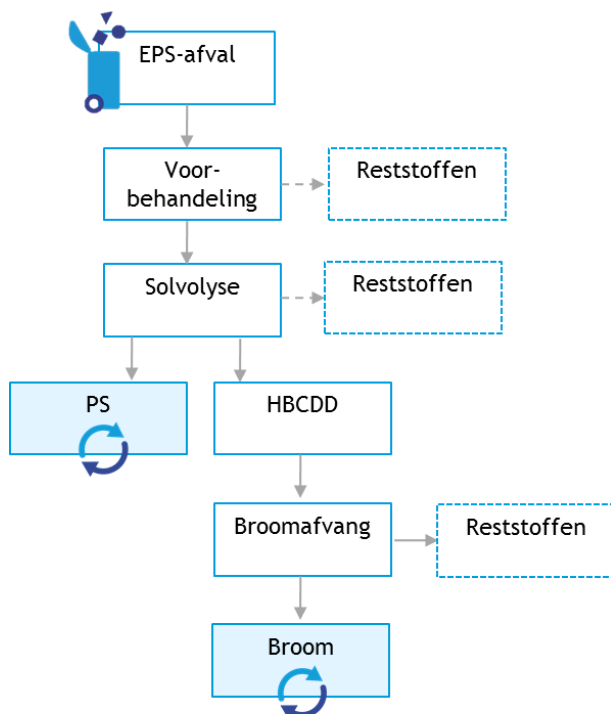 EPS-afval
Voor-
behandeling
Reststoffen
Solvolyse
Reststoffen
PS
HBCDD
Broomafvang
Reststoffen
Broom